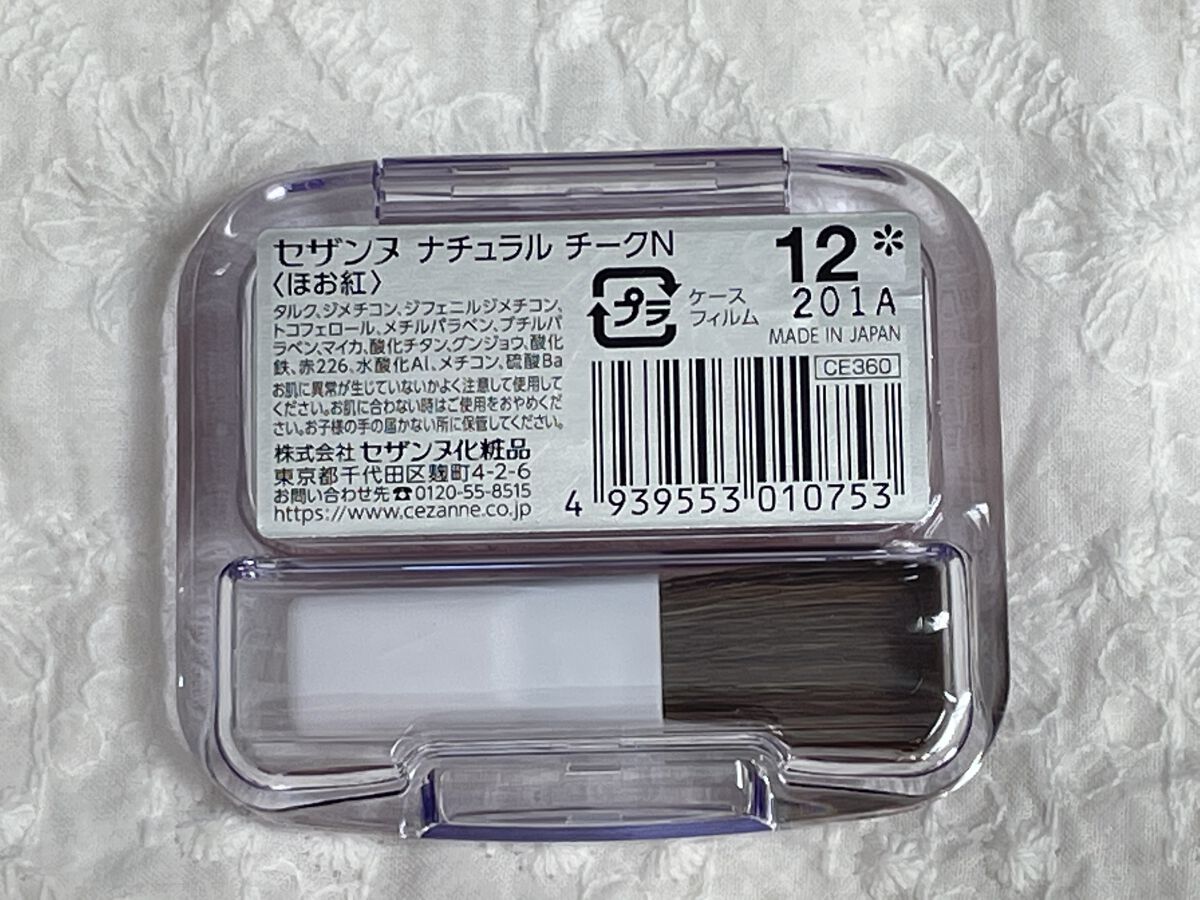 セザンヌ ナチュラル チークN
〈ほお紅〉
タルク、ジメチコン、ジフェニルジメチコン、
トコフェロール、メチルパラベン、ブチルパ
ラベン、マイカ、酸化チタン、グンジョウ、酸化
鉄、赤226、水酸化Al、メチコン、硫酸Ba
お肌に異常が生じていないかよく注意して使用して
ください。お肌に合わない時はご使用をおやめくだ
さい。お子様の手の届かない所に保管してください。
株式会社 セザンヌ化粧品
東京都千代田区麹町4-2-6
お問い合わせ先☎0120-55-8515
https://www.cezanne.co.jp
プラ
ケース
フィルム
12*
201A
MADE IN JAPAN
CE360
4 939553 010753